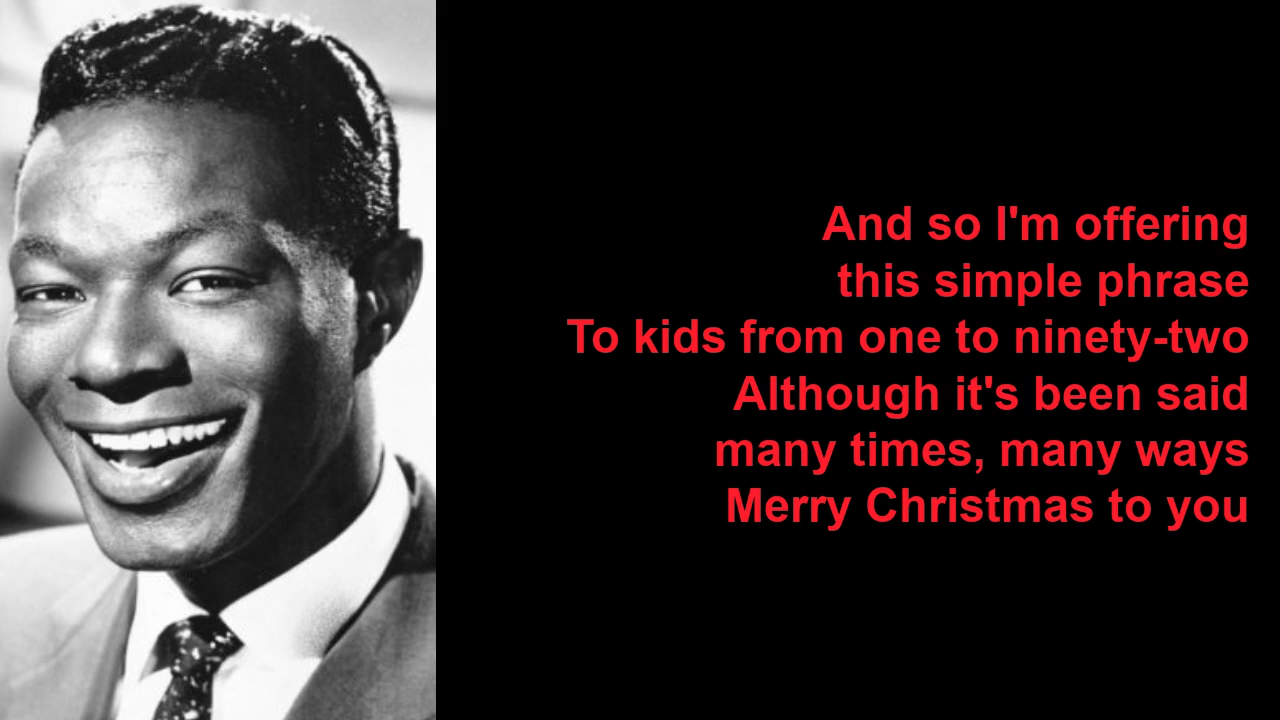 And so I'm offering
this simple phrase
To kids from one to ninety-two
Although it's been said
many times, many ways
Merry Christmas to you